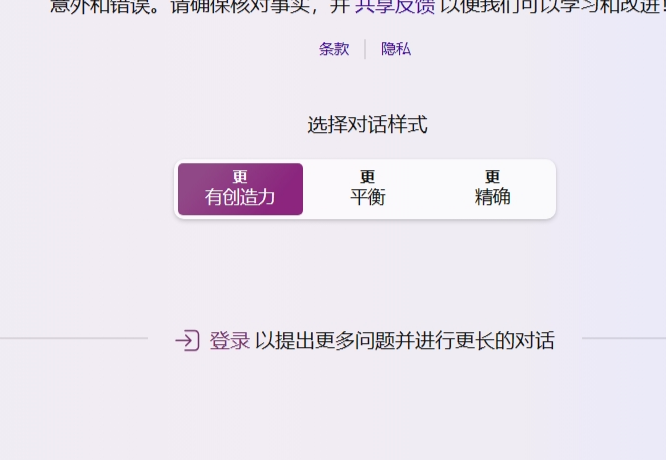 意外和错误。请确保核对事实，并 共享反馈 以便我们可以学习和改进!
条款 | 隐私
选择对话样式
更
有创造力
更
平衡
更
精确
登录 以提出更多问题并进行更长的对话